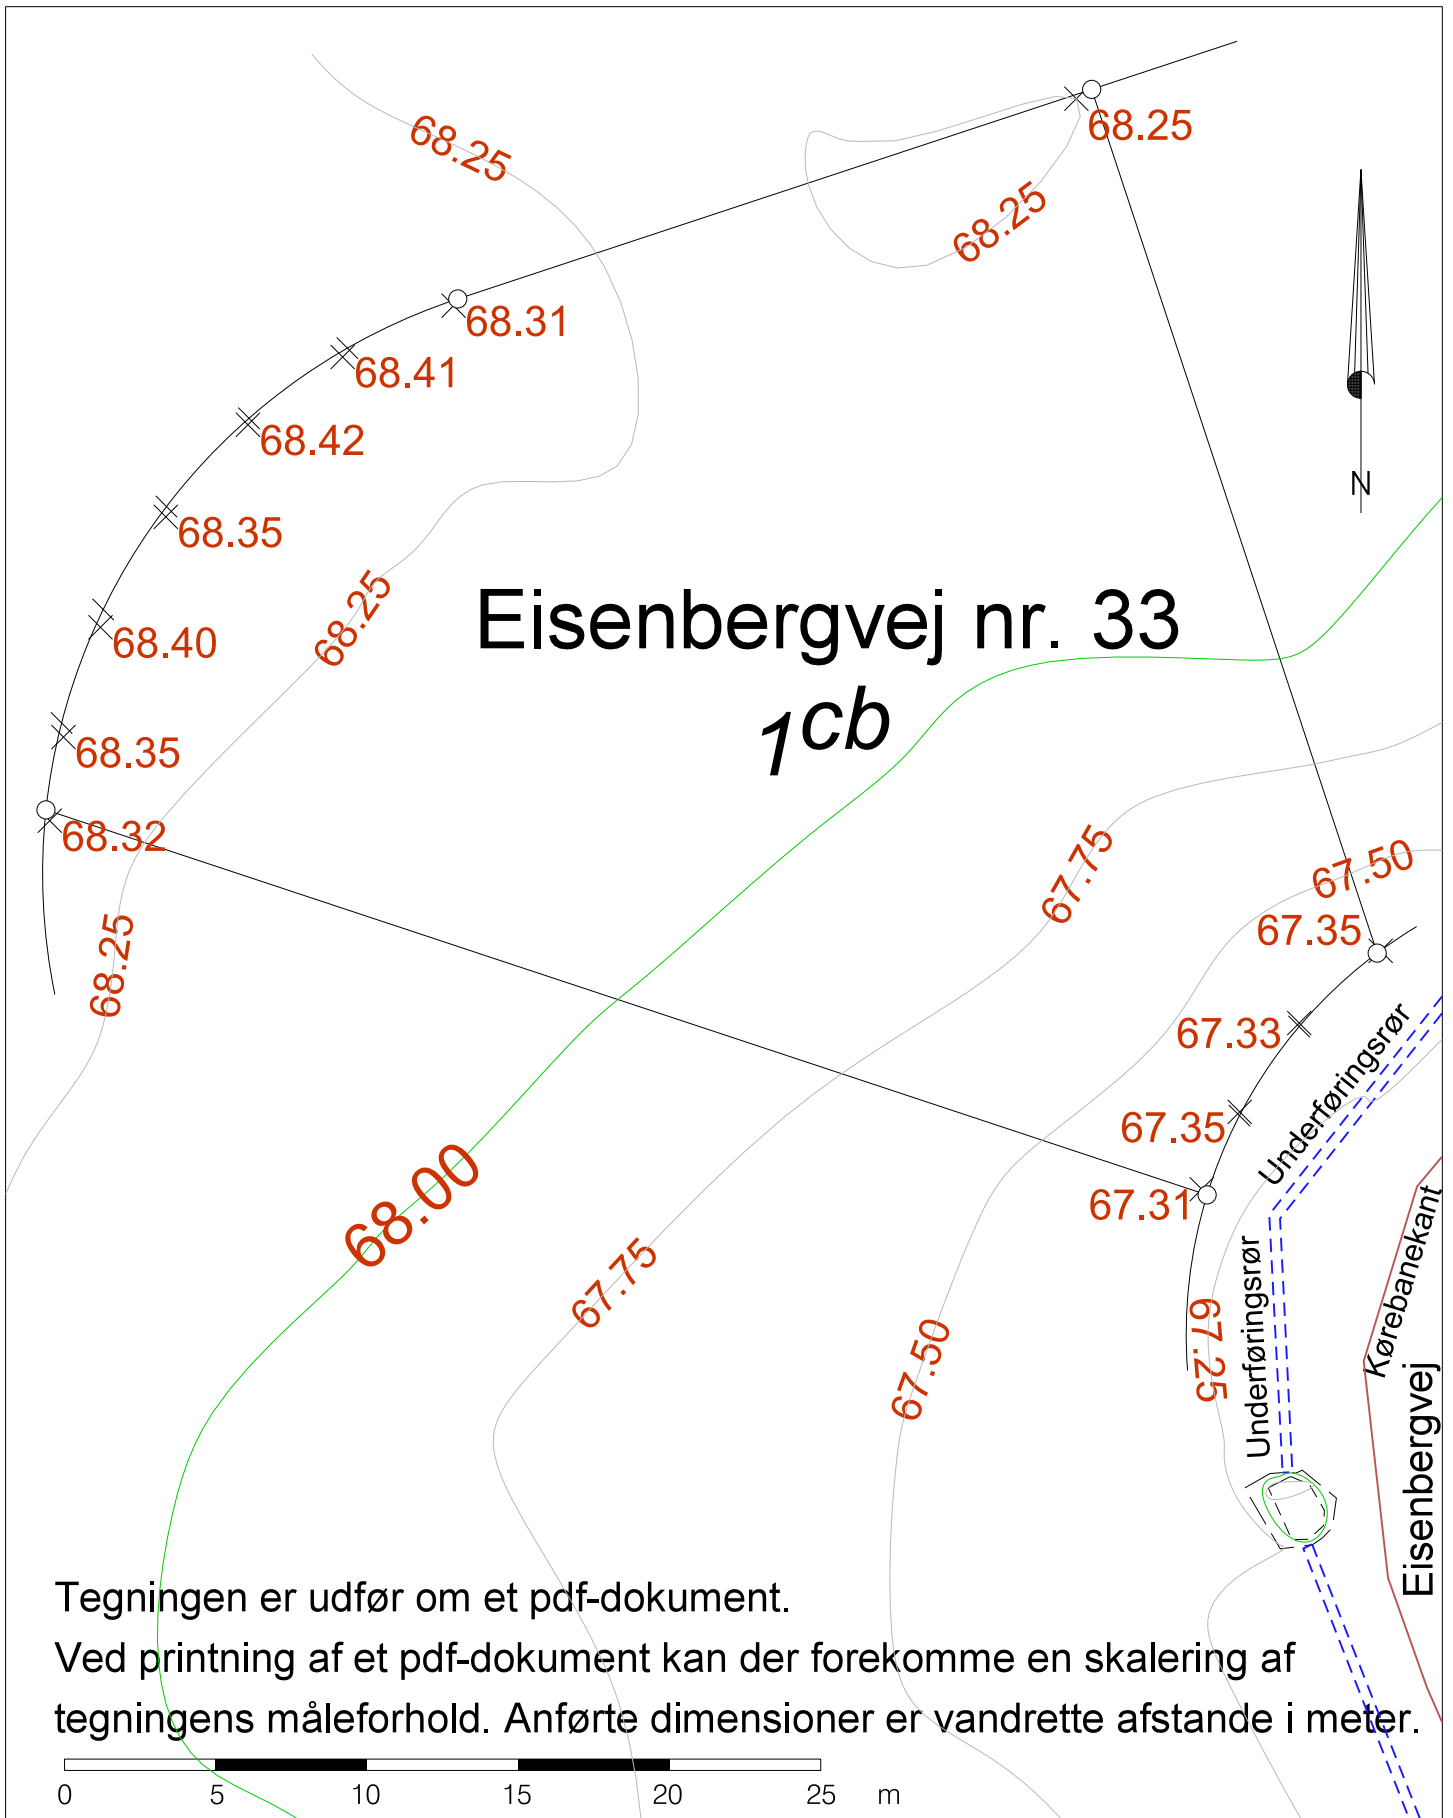 68.25
68.25
68.25
68.31
68.41
68.42
68.35
68.40
68.35
68.32
68.25
68.25
N
Eisenbergvej nr. 33
1cb
67.75
67.50
67.35
67.33
67.35
67.31
Underføringsrør
Underføringsrør
Kørebanekant
Eisenbergvej
67.25
68.00
67.75
67.50
Tegningen er udfør om et pdf-dokument.
Ved printning af et pdf-dokument kan der forekomme en skalering af
tegningens måleforhold. Anførte dimensioner er vandrette afstande i meter.
0 5 10 15 20 25 m